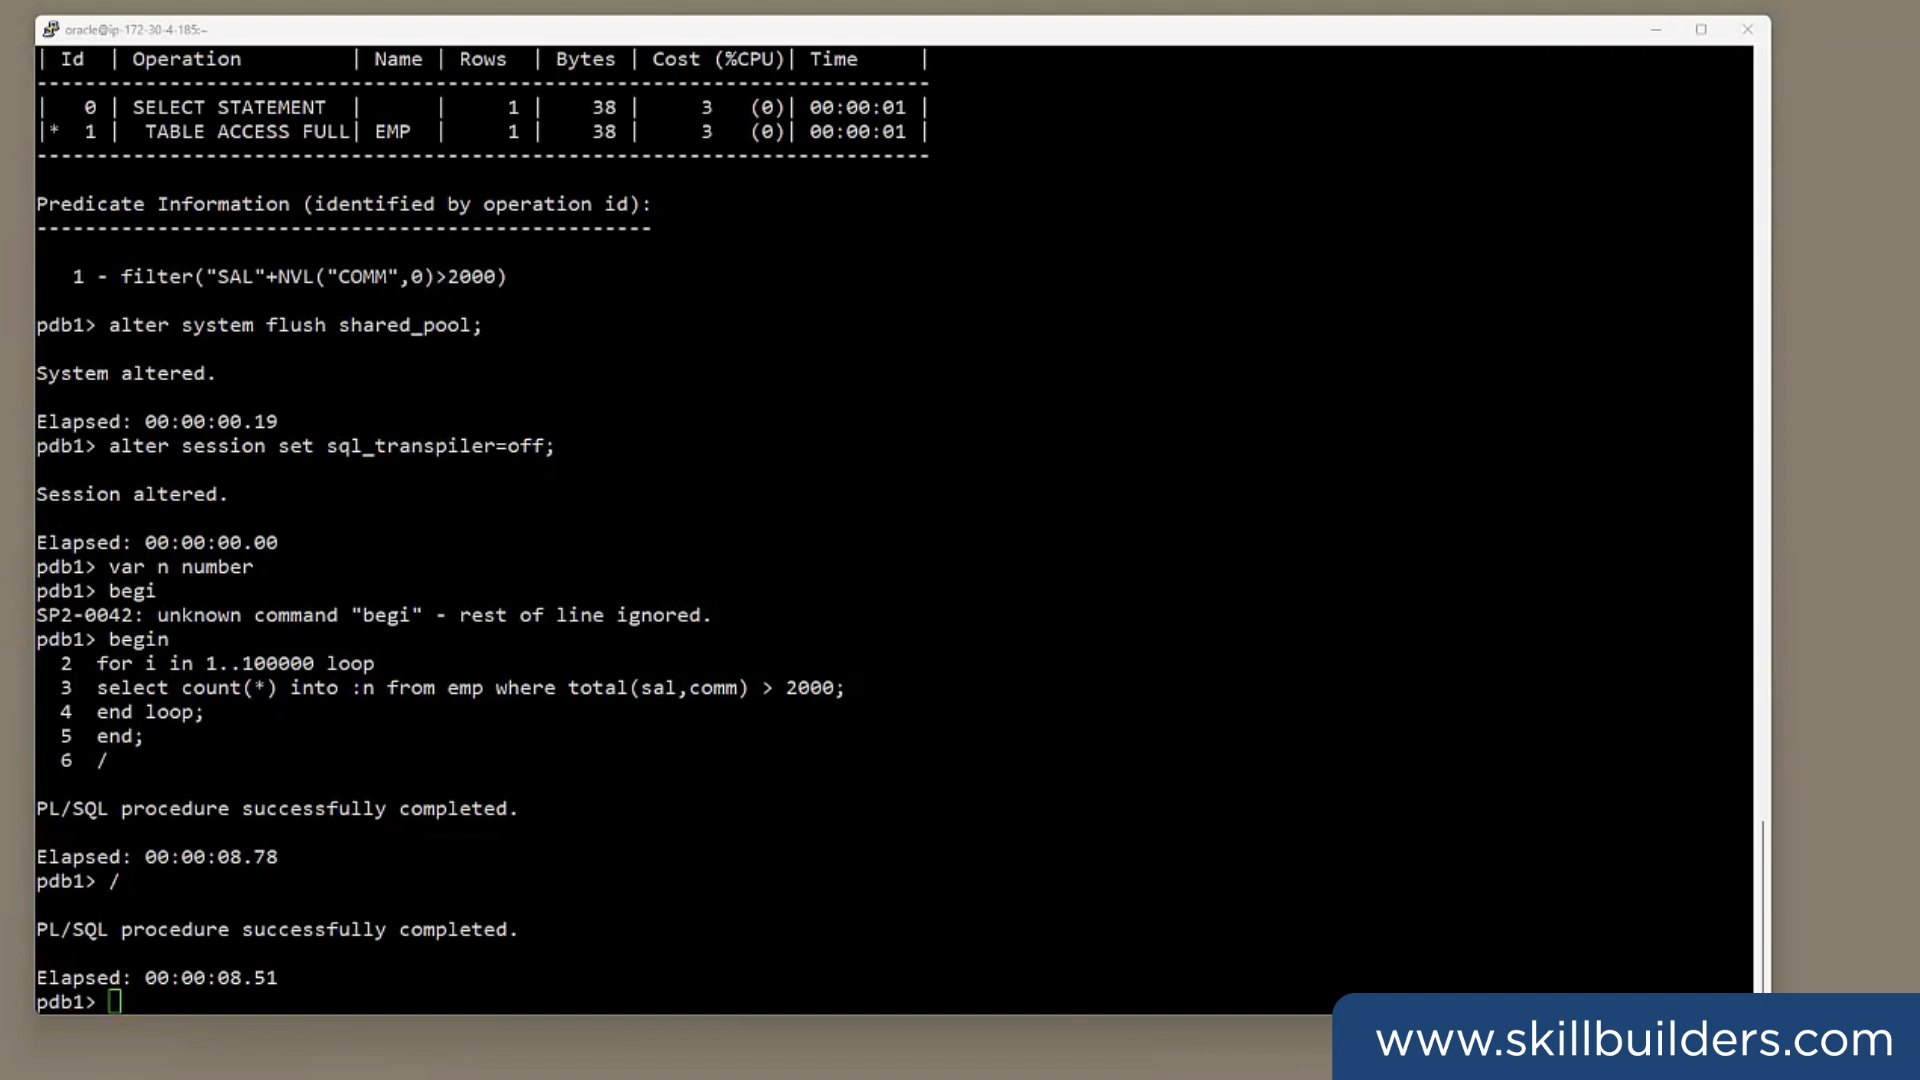 oracle@ip-172-30-4-185:~
| Id  | Operation         | Name | Rows  | Bytes | Cost (%CPU)| Time     |
--------------------------------------------------------------------------
|   0 | SELECT STATEMENT  |      |     1 |    38 |     3   (0)| 00:00:01 |
|*  1 |  TABLE ACCESS FULL| EMP  |     1 |    38 |     3   (0)| 00:00:01 |
--------------------------------------------------------------------------
Predicate Information (identified by operation id):
---------------------------------------------------
   1 - filter("SAL"+NVL("COMM",0)>2000)
pdb1> alter system flush shared_pool;
System altered.
Elapsed: 00:00:00.19
pdb1> alter session set sql_transpiler=off;
Session altered.
Elapsed: 00:00:00.00
pdb1> var n number
pdb1> begi
SP2-0042: unknown command "begi" - rest of line ignored.
pdb1> begin
  2  for i in 1..100000 loop
  3  select count(*) into :n from emp where total(sal,comm) > 2000;
  4  end loop;
  5  end;
  6  /
PL/SQL procedure successfully completed.
Elapsed: 00:00:08.78
pdb1> /
PL/SQL procedure successfully completed.
Elapsed: 00:00:08.51
pdb1>
www.skillbuilders.com